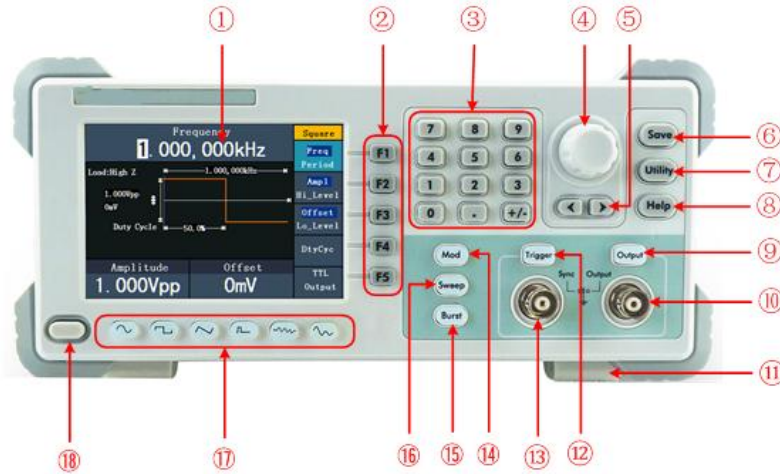 ① ② ③ ④ ⑤
Frequency
1.000,000kHz
Square
Load:High Z
1.000,000kHz
1.000Vpp
0mV
Duty Cycle
50.0%
Amplitude
1.000Vpp
Offset
0mV
Freq
Period
Ampl
Hi_Level
Offset
Lo_Level
DtyCyc
TTL
Output
F1
F2
F3
F4
F5
7 8 9
4 5 6
1 2 3
0 . +/-
< >
Save ⑥
Utility ⑦
Help ⑧
Mod
Sweep
Burst
Trigger
Output ⑨
Sync
Output
⑩
⑪
⑱ ⑰ ⑯ ⑮ ⑭ ⑬ ⑫